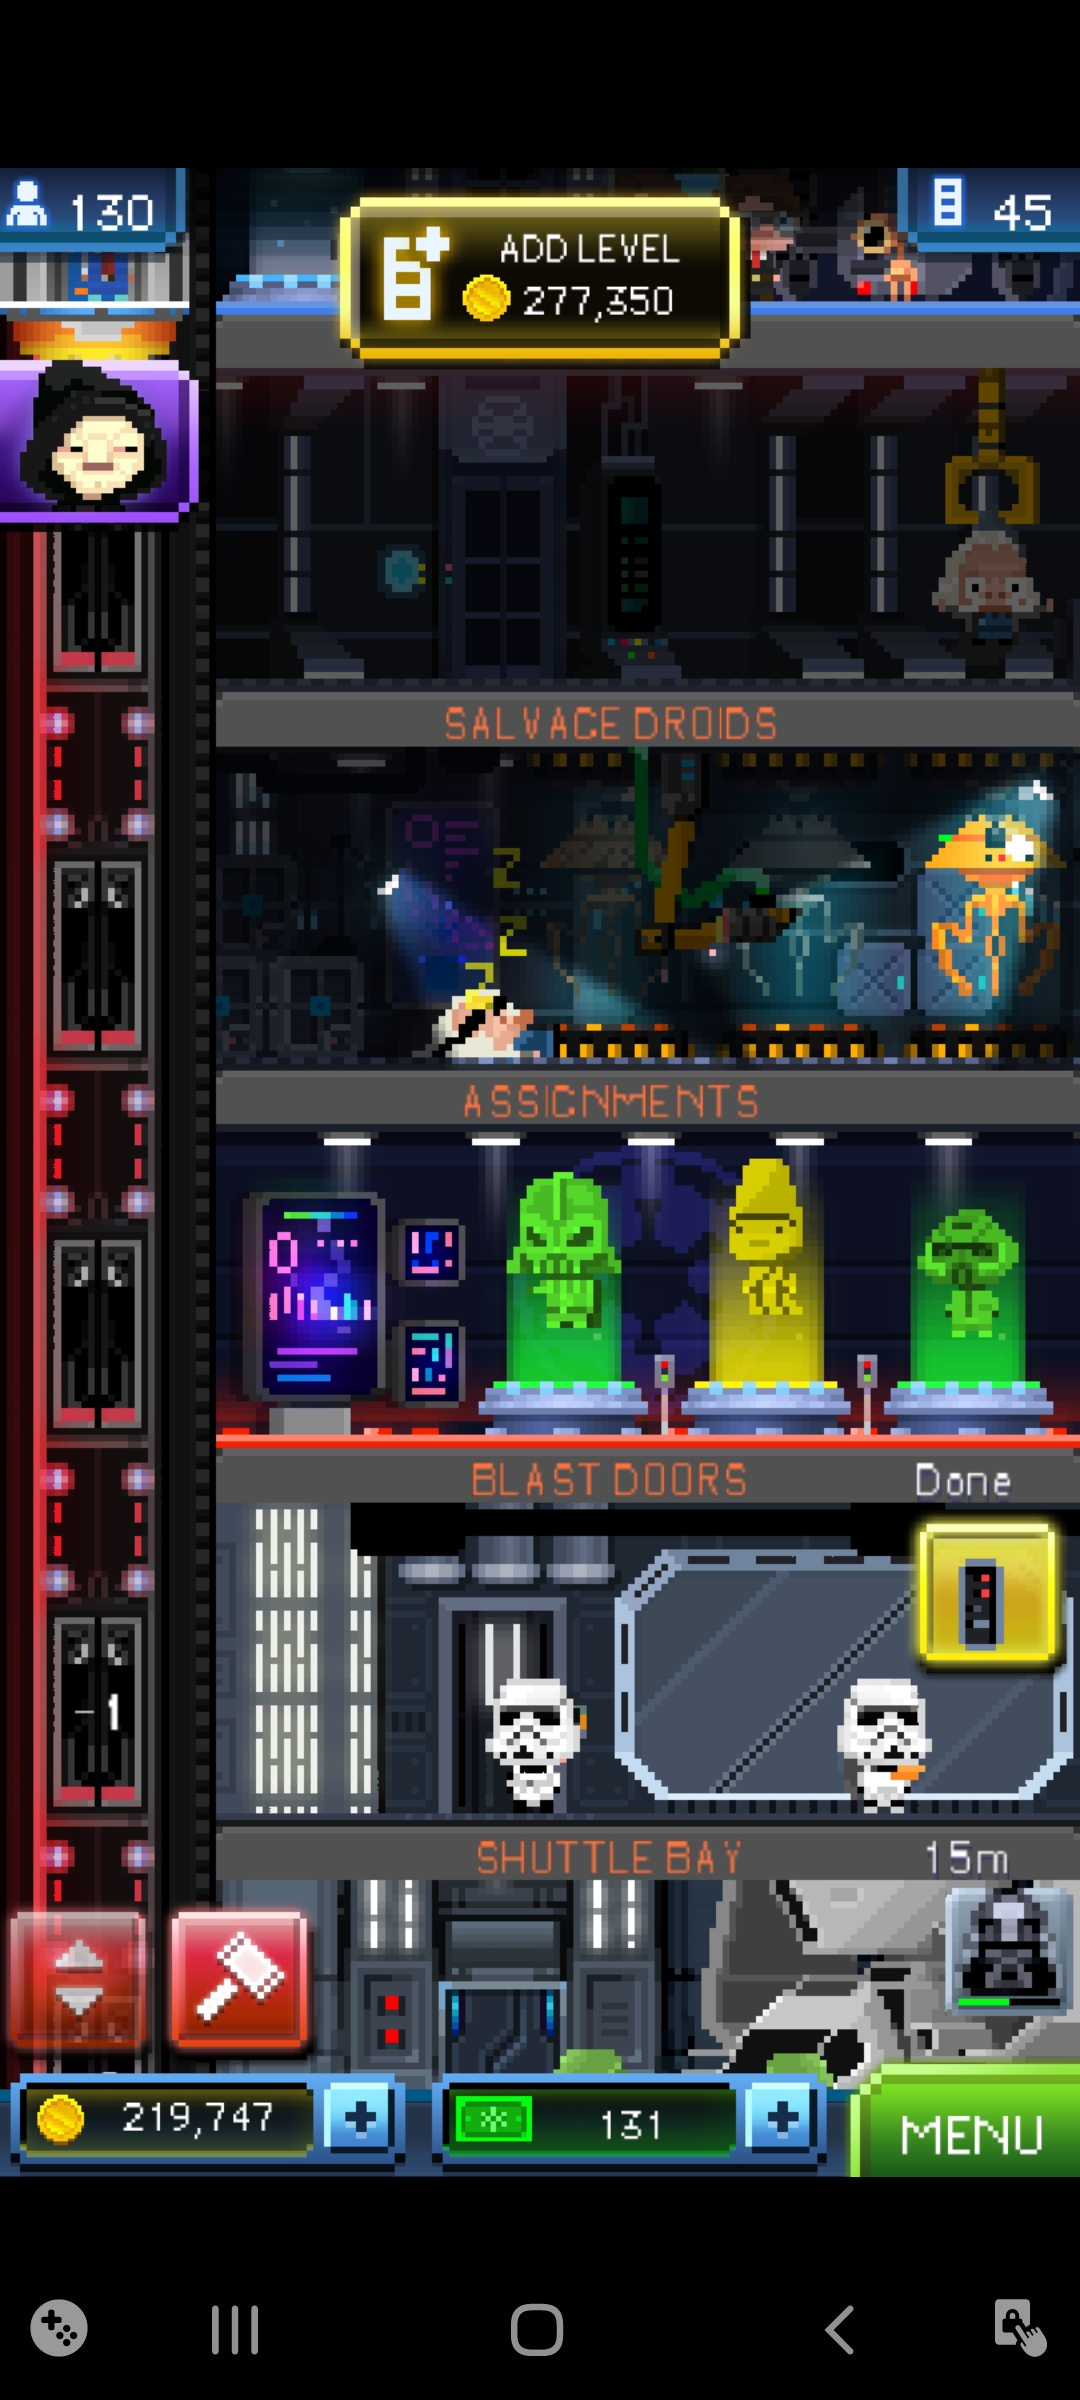 130
45
ADD LEVEL
277,350
SALVAGE DROIDS
Z
Z
Z
ASSIGNMENTS
BLAST DOORS
Done
-1
SHUTTLE BAY
15m
219,747
+
131
+
MENU